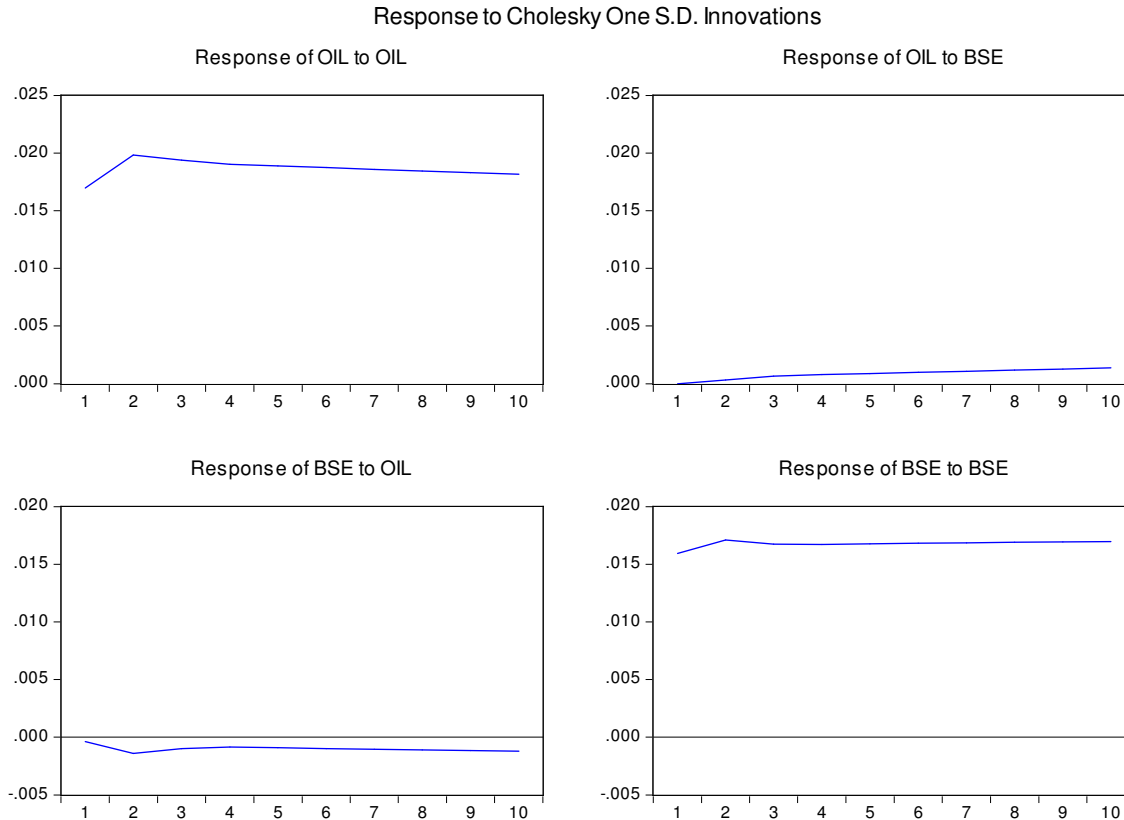 Response to Cholesky One S.D. Innovations
Response of OIL to OIL
.025
.020
.015
.010
.005
.000
1 2 3 4 5 6 7 8 9 10
Response of OIL to BSE
.025
.020
.015
.010
.005
.000
1 2 3 4 5 6 7 8 9 10
Response of BSE to OIL
.020
.015
.010
.005
.000
-.005
1 2 3 4 5 6 7 8 9 10
Response of BSE to BSE
.020
.015
.010
.005
.000
-.005
1 2 3 4 5 6 7 8 9 10